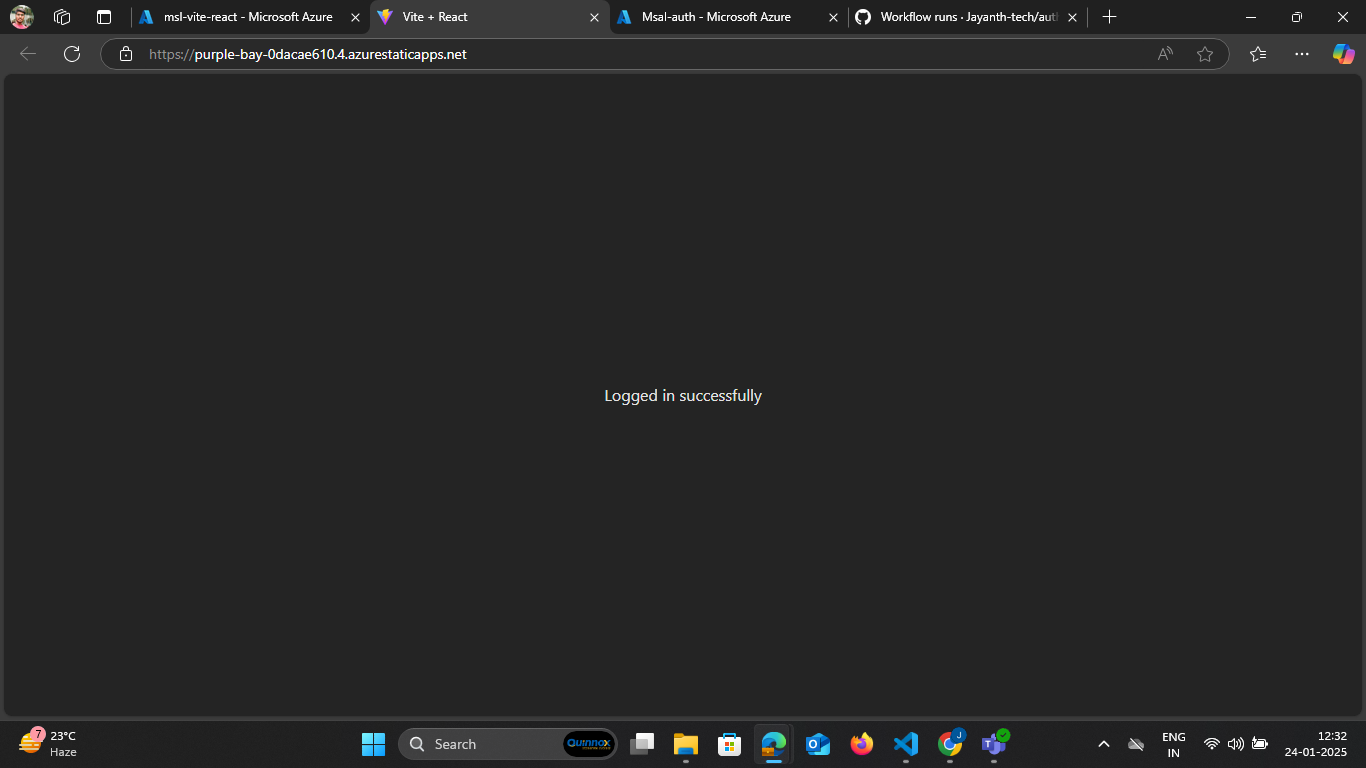 msl-vite-react - Microsoft Azure
Vite + React
Msal-auth - Microsoft Azure
Workflow runs · Jayanth-tech/aut
https://purple-bay-0dacae610.4.azurestaticapps.net
Logged in successfully
7
23°C
Haze
Search
Qutnnox
J
ENG
IN
12:32
24-01-2025